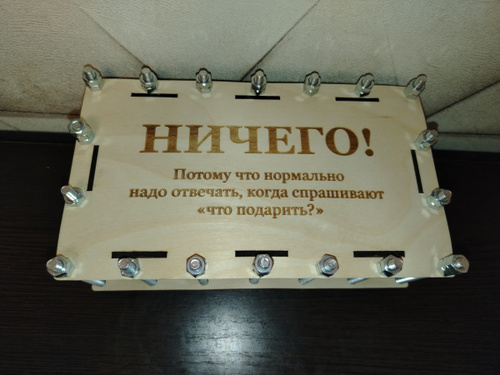 НИЧЕГО!
Потому что нормально
надо отвечать, когда спрашивают
«что подарить?»